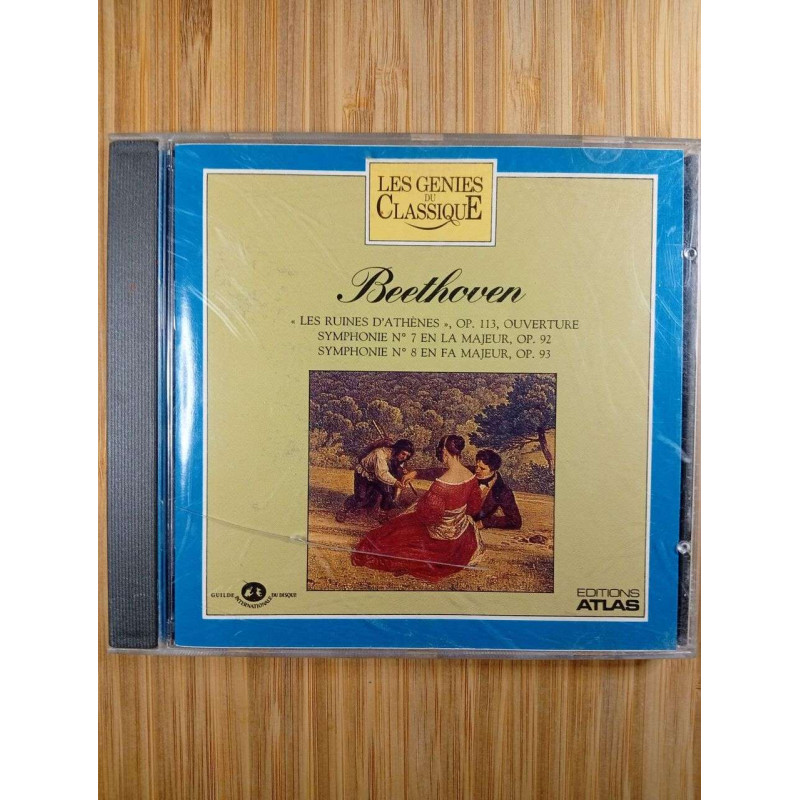 LES GENIES
DU
CLASSIQUE
Beethoven
« LES RUINES D'ATHÈNES », OP. 113, OUVERTURE
SYMPHONIE N° 7 EN LA MAJEUR, OP. 92
SYMPHONIE N° 8 EN FA MAJEUR, OP. 93
GUILDE INTERNATIONALE DU DISQUE
EDITIONS
ATLAS